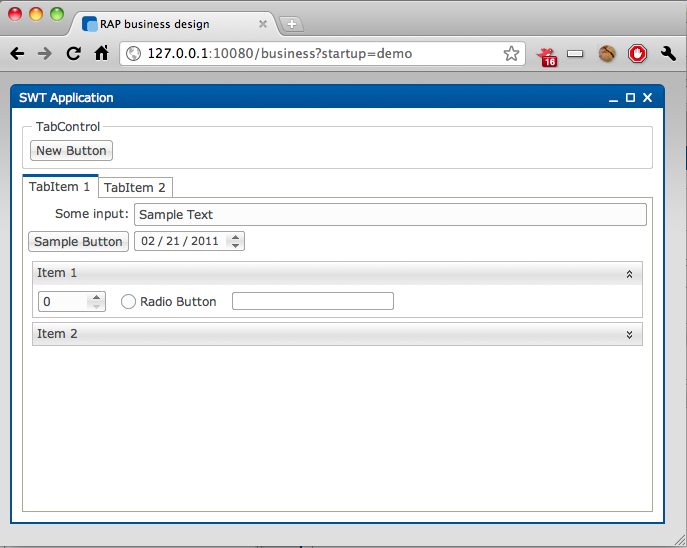 RAP business design
127.0.0.1:10080/business?startup=demo
16
SWT Application
TabControl
New Button
TabItem 1 TabItem 2
Some input: Sample Text
Sample Button 02 / 21 / 2011
Item 1
0 Radio Button
Item 2